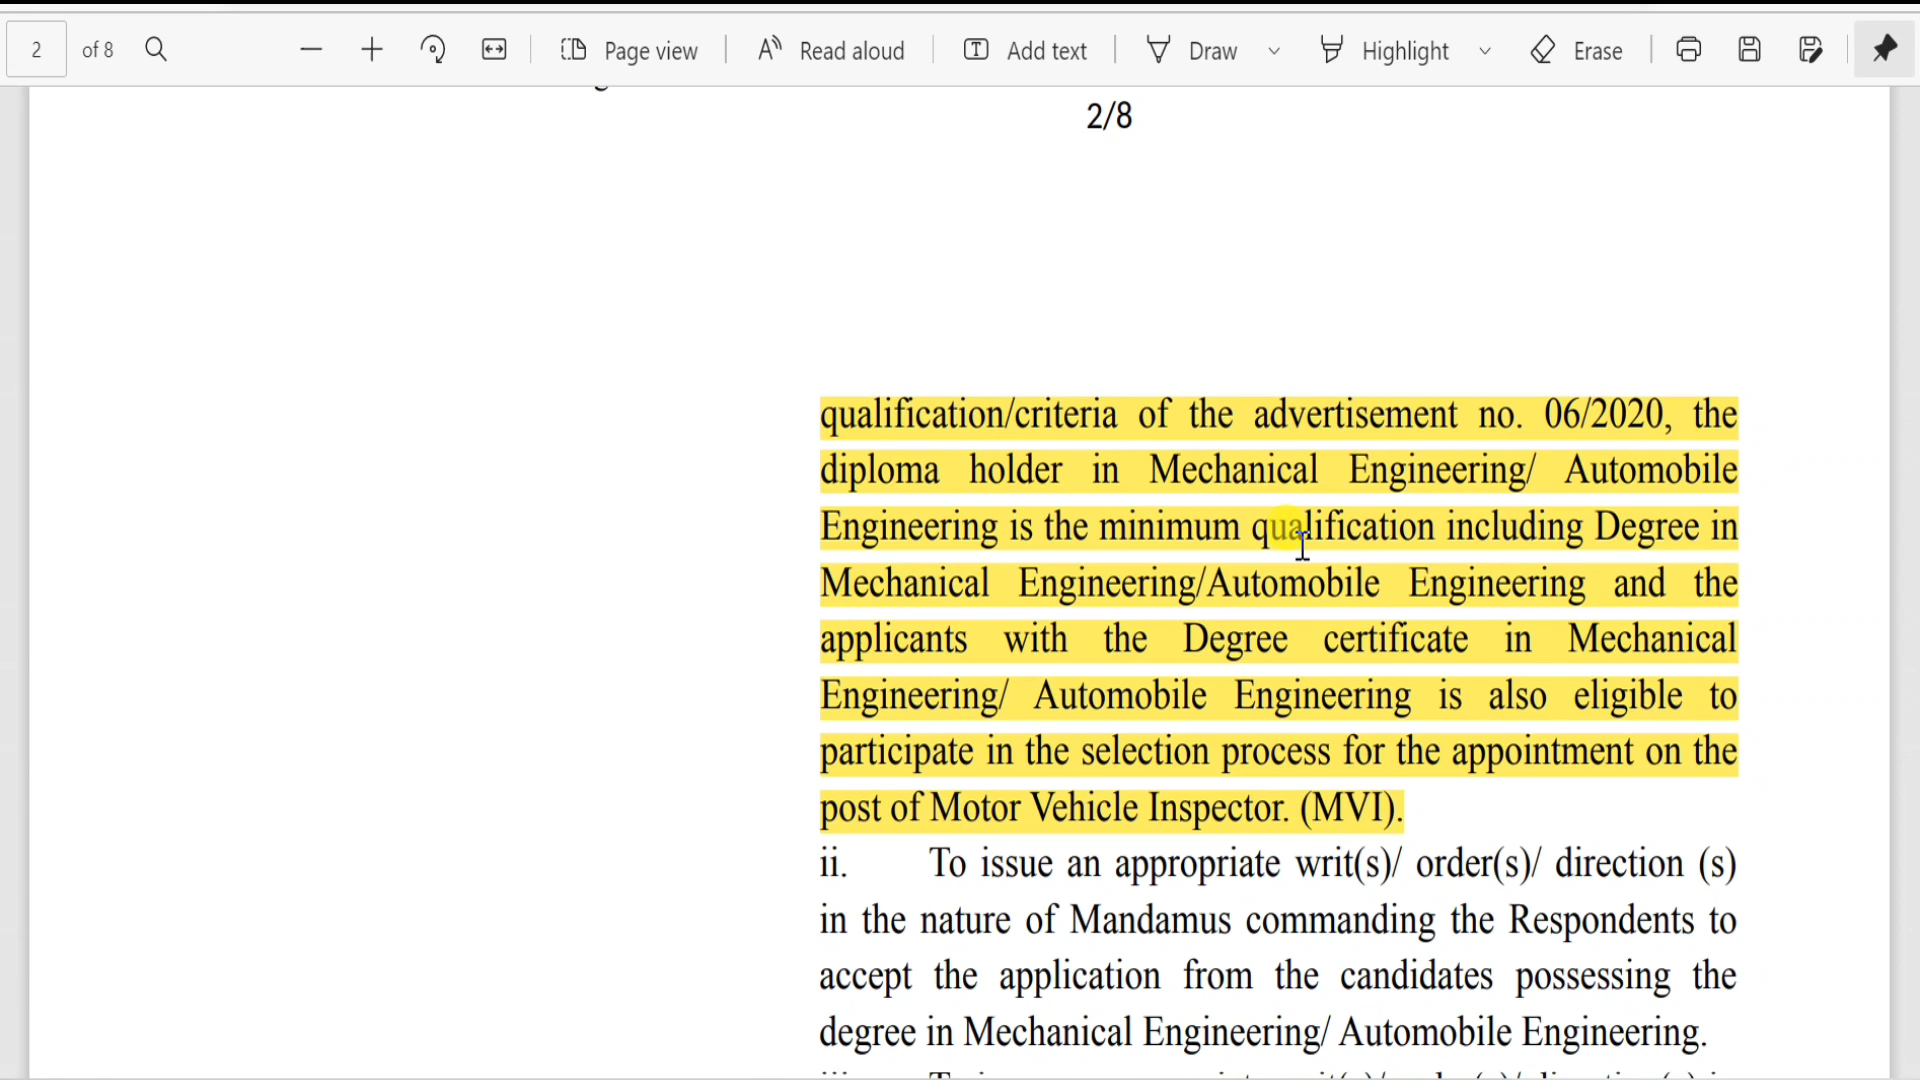 2 of 8 Page view Read aloud Add text Draw Highlight Erase
2/8
qualification/criteria of the advertisement no. 06/2020, the
diploma holder in Mechanical Engineering/ Automobile
Engineering is the minimum qualification including Degree in
Mechanical Engineering/Automobile Engineering and the
applicants with the Degree certificate in Mechanical
Engineering/ Automobile Engineering is also eligible to
participate in the selection process for the appointment on the
post of Motor Vehicle Inspector. (MVI).
ii. To issue an appropriate writ(s)/ order(s)/ direction (s)
in the nature of Mandamus commanding the Respondents to
accept the application from the candidates possessing the
degree in Mechanical Engineering/ Automobile Engineering.